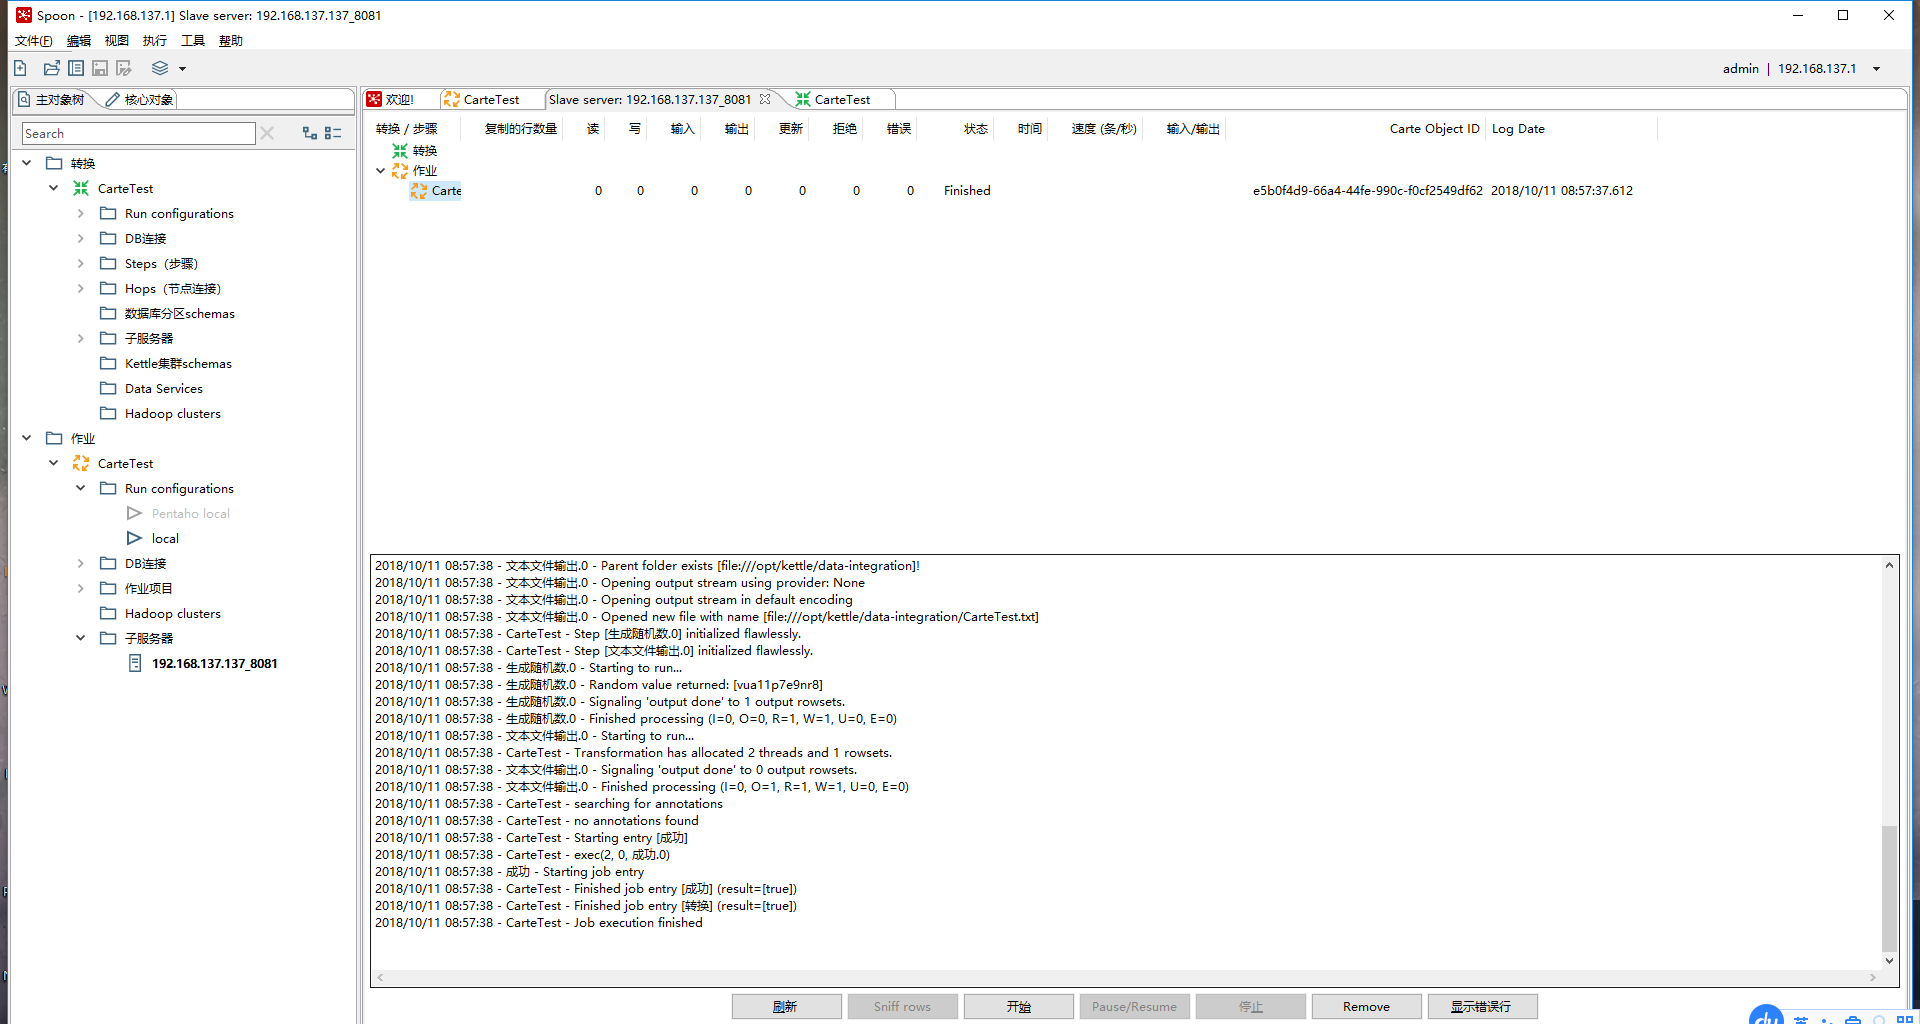 Spoon - [192.168.137.1] Slave server: 192.168.137.137_8081
文件(F) 编辑 视图 执行 工具 帮助
admin | 192.168.137.1
主对象树 核心对象
欢迎! CarteTest Slave server: 192.168.137.137_8081 CarteTest
Search
转换
CarteTest
Run configurations
DB连接
Steps（步骤）
Hops（节点连接）
数据库分区schemas
子服务器
Kettle集群schemas
Data Services
Hadoop clusters
作业
CarteTest
Run configurations
Pentaho local
local
DB连接
作业项目
Hadoop clusters
子服务器
192.168.137.137_8081
转换 / 步骤 复制的行数量 读 写 输入 输出 更新 拒绝 错误 状态 时间 速度 (条/秒) 输入/输出 Carte Object ID Log Date
转换
作业
Carte 0 0 0 0 0 0 0 Finished e5b0f4d9-66a4-44fe-990c-f0cf2549df62 2018/10/11 08:57:37.612
2018/10/11 08:57:38 - 文本文件输出.0 - Parent folder exists [file:///opt/kettle/data-integration]!
2018/10/11 08:57:38 - 文本文件输出.0 - Opening output stream using provider: None
2018/10/11 08:57:38 - 文本文件输出.0 - Opening output stream in default encoding
2018/10/11 08:57:38 - 文本文件输出.0 - Opened new file with name [file:///opt/kettle/data-integration/CarteTest.txt]
2018/10/11 08:57:38 - CarteTest - Step [生成随机数.0] initialized flawlessly.
2018/10/11 08:57:38 - CarteTest - Step [文本文件输出.0] initialized flawlessly.
2018/10/11 08:57:38 - 生成随机数.0 - Starting to run...
2018/10/11 08:57:38 - 生成随机数.0 - Random value returned: [vua11p7e9nr8]
2018/10/11 08:57:38 - 生成随机数.0 - Signaling 'output done' to 1 output rowsets.
2018/10/11 08:57:38 - 生成随机数.0 - Finished processing (I=0, O=0, R=1, W=1, U=0, E=0)
2018/10/11 08:57:38 - 文本文件输出.0 - Starting to run...
2018/10/11 08:57:38 - CarteTest - Transformation has allocated 2 threads and 1 rowsets.
2018/10/11 08:57:38 - 文本文件输出.0 - Signaling 'output done' to 0 output rowsets.
2018/10/11 08:57:38 - 文本文件输出.0 - Finished processing (I=0, O=1, R=1, W=1, U=0, E=0)
2018/10/11 08:57:38 - CarteTest - searching for annotations
2018/10/11 08:57:38 - CarteTest - no annotations found
2018/10/11 08:57:38 - CarteTest - Starting entry [成功]
2018/10/11 08:57:38 - CarteTest - exec(2, 0, 成功.0)
2018/10/11 08:57:38 - 成功 - Starting job entry
2018/10/11 08:57:38 - CarteTest - Finished job entry [成功] (result=[true])
2018/10/11 08:57:38 - CarteTest - Finished job entry [转换] (result=[true])
2018/10/11 08:57:38 - CarteTest - Job execution finished
刷新 Sniff rows 开始 Pause/Resume 停止 Remove 显示错误行